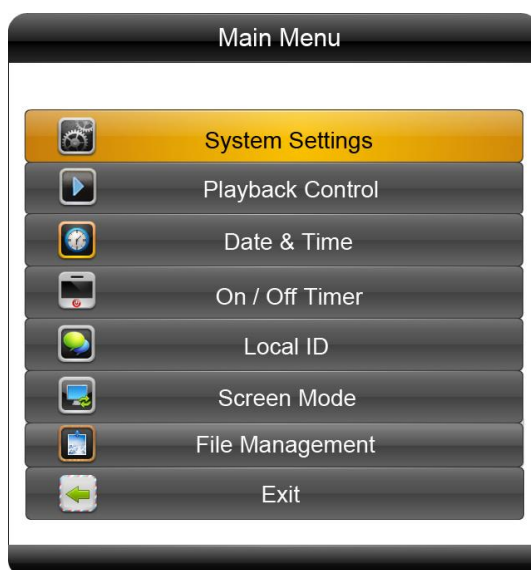 Main Menu
System Settings
Playback Control
Date & Time
On / Off Timer
Local ID
Screen Mode
File Management
Exit